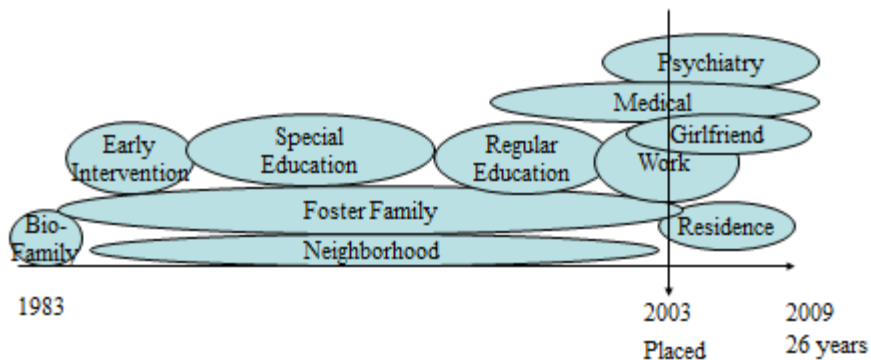 Psychiatry
Medical
Girlfriend
Early
Intervention
Special
Education
Regular
Education
Work
Foster Family
Bio-
Family
Residence
Neighborhood
1983
2003
Placed
2009
26 years